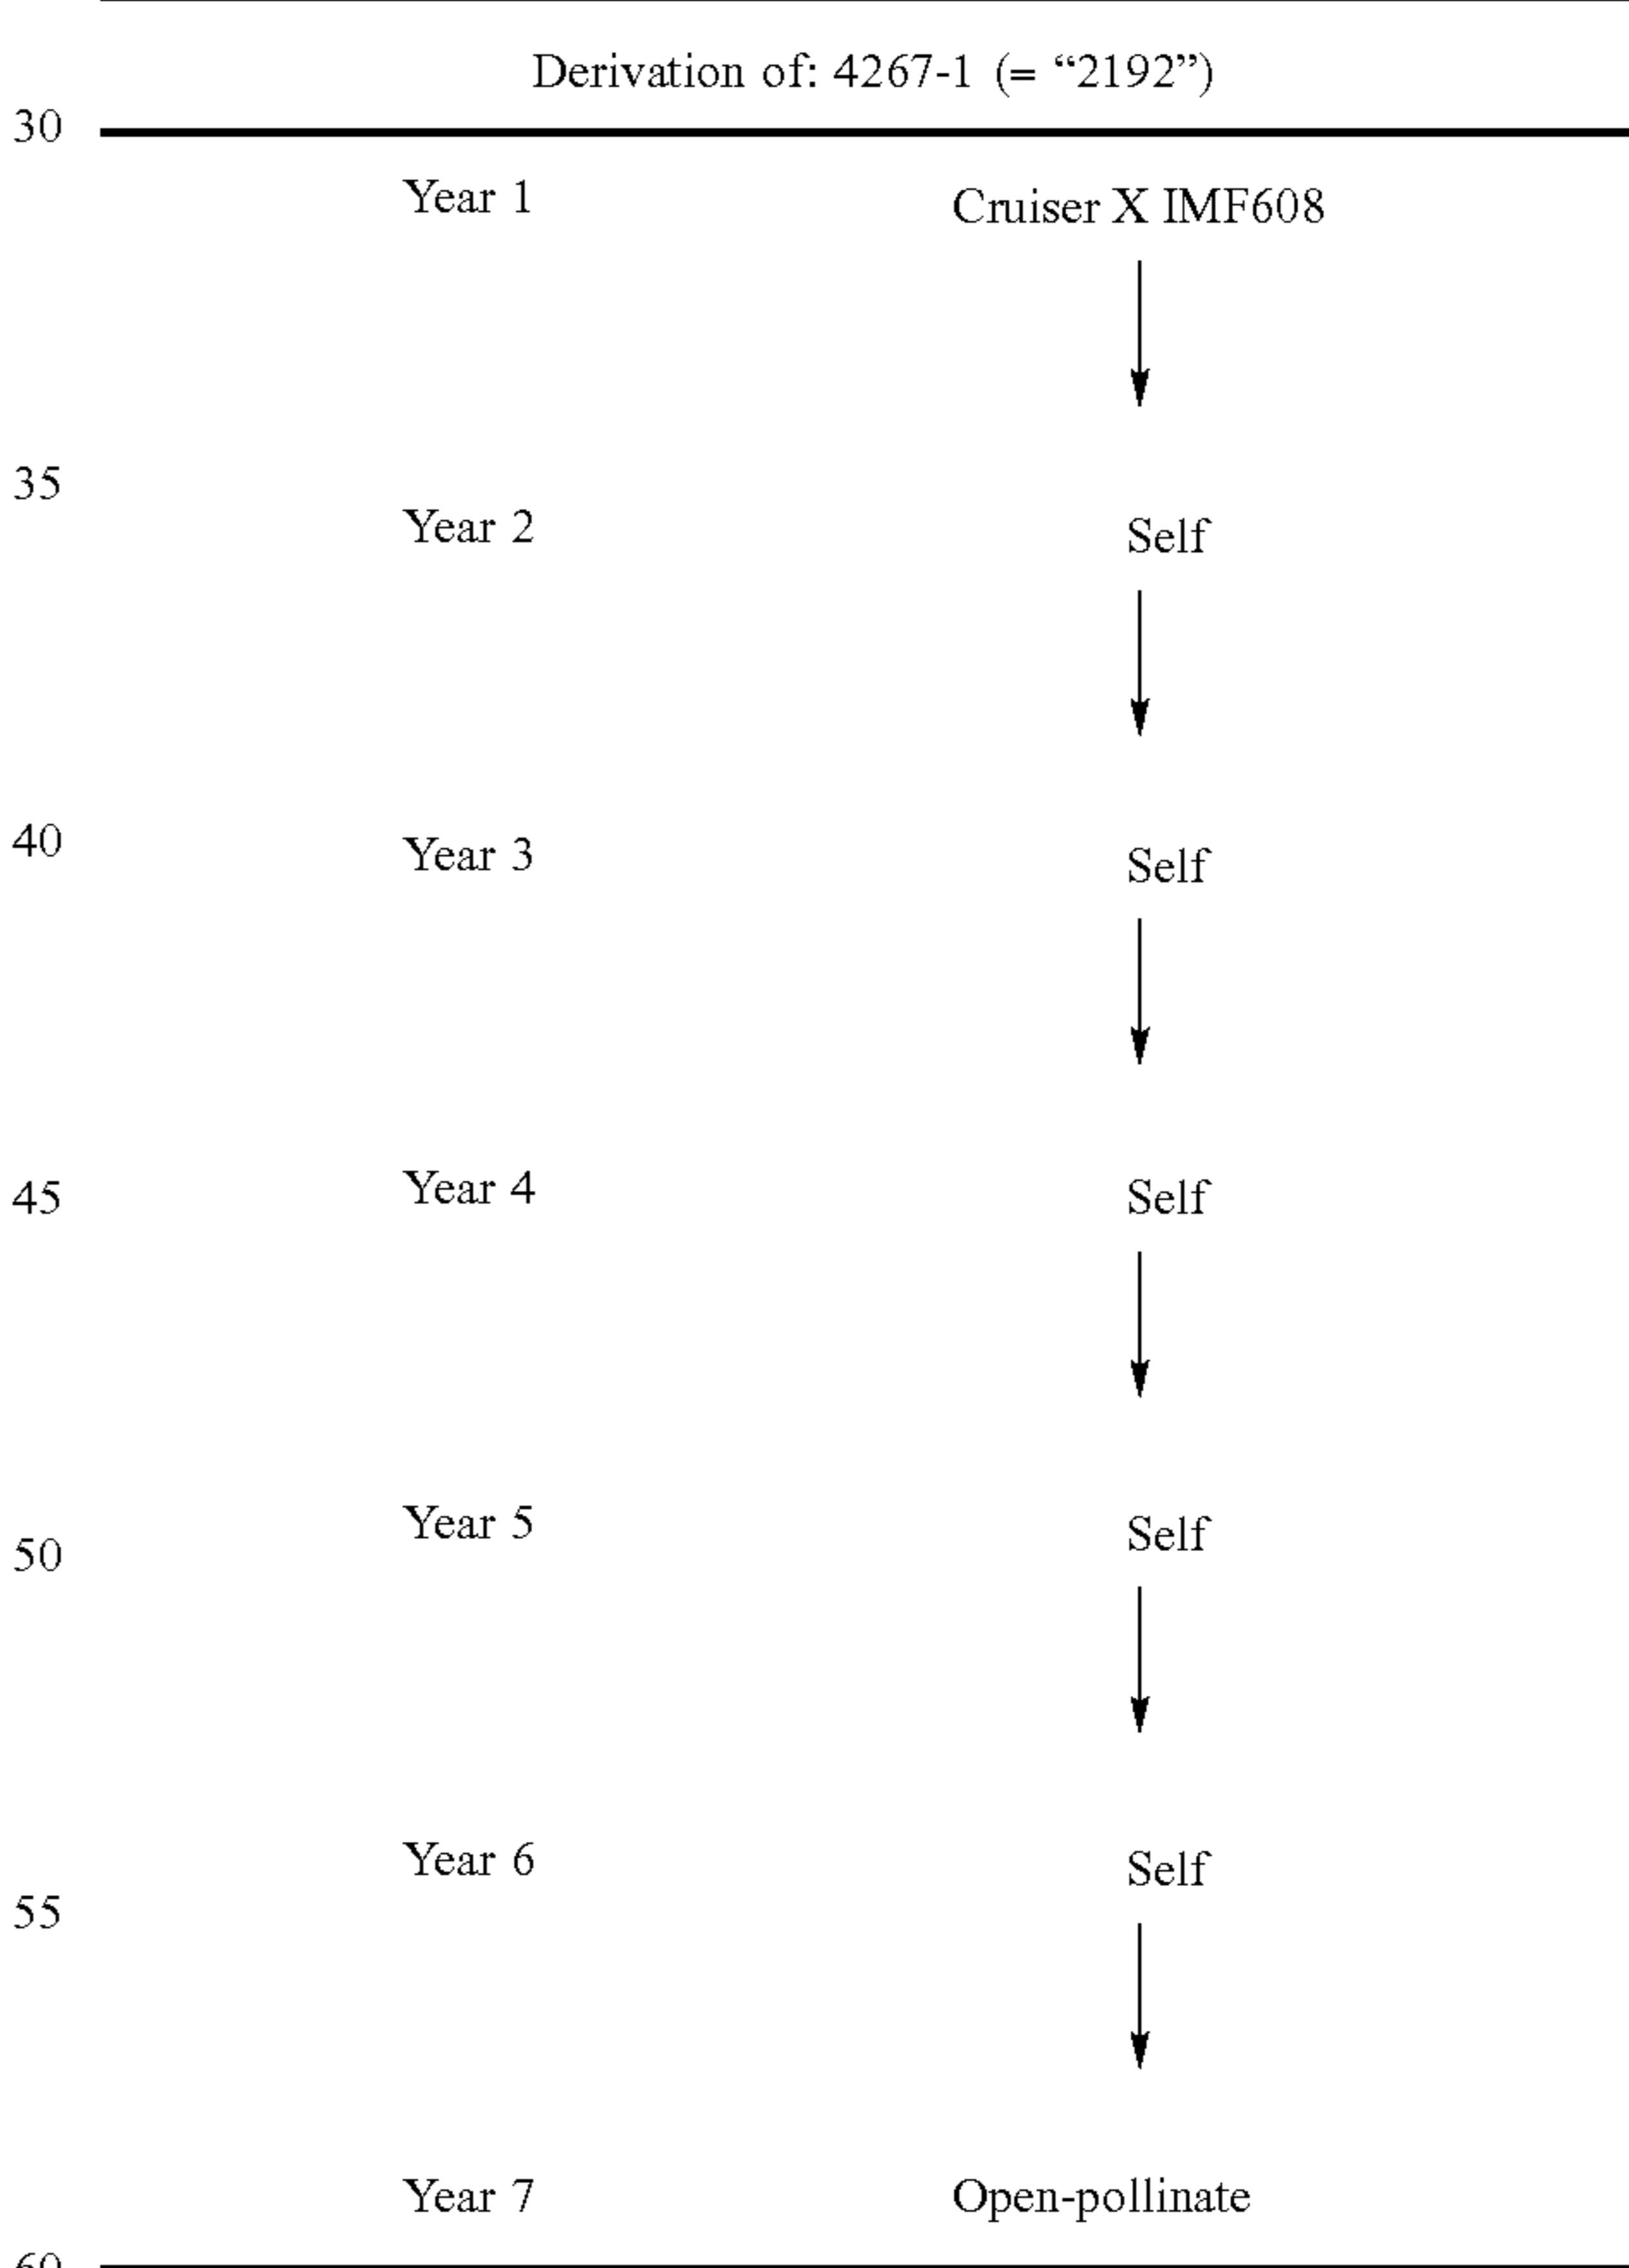 Derivation of: 4267-1 (= “2192”)
30
Year 1 Cruiser X IMF608
35
Year 2 Self
40
Year 3 Self
45
Year 4 Self
50
Year 5 Self
Year 6 Self
55
Year 7 Open-pollinate
60